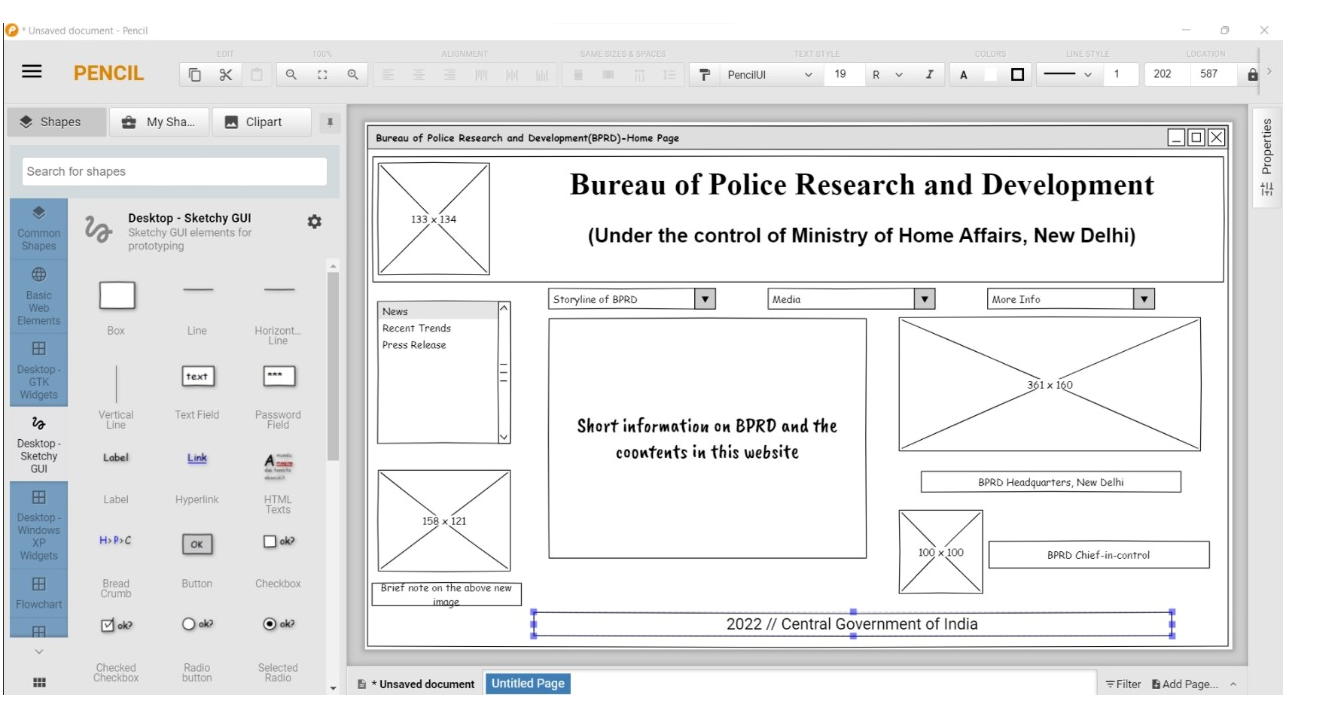 * Unsaved document - Pencil
EDIT 100% ALIGNMENT SAME SIZES & SPACES TEXT STYLE COLORS LINE STYLE LOCATION
PENCIL PencilUI 19 R I A 1 202 587
Shapes My Sha... Clipart
Search for shapes
Common
Shapes
Basic
Web
Elements
Desktop -
GTK
Widgets
Desktop -
Sketchy
GUI
Desktop -
Windows
XP
Widgets
Flowchart
Desktop - Sketchy GUI
Sketchy GUI elements for
prototyping
Box Line Horizont...
Line
text ***
Vertical
Line
Text Field
Password
Field
Label Link A
Label Hyperlink HTML
Texts
H>P>C OK ok?
Bread
Crumb
Button Checkbox
ok? ok? ok?
Checked
Checkbox
Radio
button
Selected
Radio
Bureau of Police Research and Development(BPRD)-Home Page
133 x 134
Bureau of Police Research and Development
(Under the control of Ministry of Home Affairs, New Delhi)
Storyline of BPRD Media More Info
News
Recent Trends
Press Release
Short information on BPRD and the
coontents in this website
361 x 160
BPRD Headquarters, New Delhi
158 x 121
100 x 100
BPRD Chief-in-control
Brief note on the above new
image
2022 // Central Government of India
* Unsaved document Untitled Page Filter Add Page...
Properties